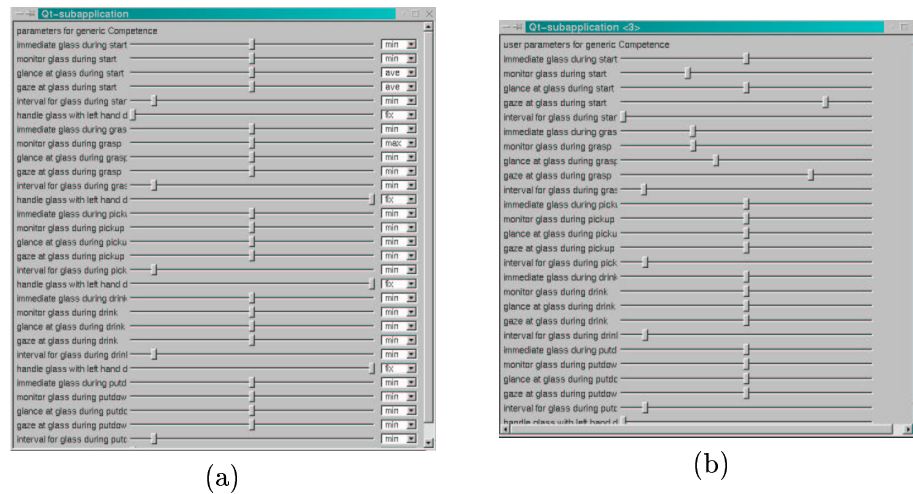 Qt-subapplication
parameters for generic Competence
immediate glass during start min
monitor glass during start min
glance at glass during start ave
gaze at glass during start ave
interval for glass during star min
handle glass with left hand d fix
immediate glass during gras min
monitor glass during grasp max
glance at glass during grasp min
gaze at glass during grasp min
interval for glass during gras min
handle glass with left hand d fix
immediate glass during picku min
monitor glass during pickup min
glance at glass during picku min
gaze at glass during pickup min
interval for glass during pick min
handle glass with left hand d fix
immediate glass during drink min
monitor glass during drink min
glance at glass during drink min
gaze at glass during drink min
interval for glass during drinl min
handle glass with left hand d fix
immediate glass during putd min
monitor glass during putdow min
glance at glass during putdc min
gaze at glass during putdow min
interval for glass during putc min
(a)
Qt-subapplication <3>
user parameters for generic Competence
immediate glass during start
monitor glass during start
glance at glass during start
gaze at glass during start
interval for glass during star
immediate glass during gras
monitor glass during grasp
glance at glass during grasp
gaze at glass during grasp
interval for glass during gras
immediate glass during picku
monitor glass during pickup
glance at glass during picku
gaze at glass during pickup
interval for glass during pick
immediate glass during drink
monitor glass during drink
glance at glass during drink
gaze at glass during drink
interval for glass during drinl
immediate glass during putd
monitor glass during putdow
glance at glass during putdc
gaze at glass during putdow
interval for glass during putc
handle glass with left hand d
(b)